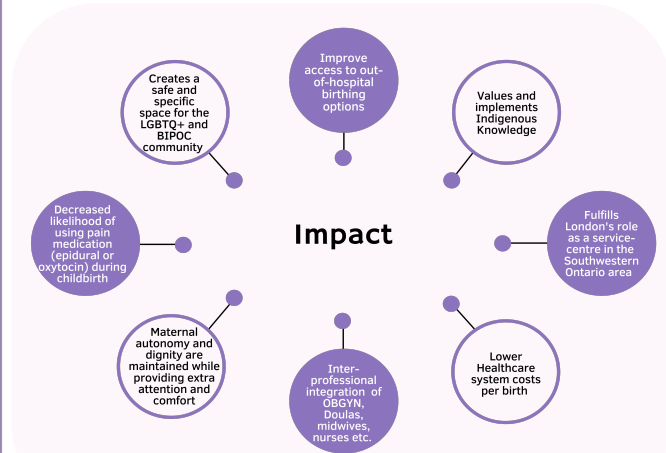 Improve
access to out-
of-hospital
birthing
options
Creates a
safe and
specific
space for the
LGBTQ+ and
BIPOC
community
Values and
implements
Indigenous
Knowledge
Decreased
likelihood of
using pain
medication
(epidural or
oxytocin) during
childbirth
Impact
Fulfills
London's role
as a service-
centre in the
Southwestern
Ontario area
Maternal
autonomy and
dignity are
maintained while
providing extra
attention and
comfort
Inter-
professional
integration of
OBGYN,
Doulas,
midwives,
nurses etc.
Lower
Healthcare
system costs
per birth